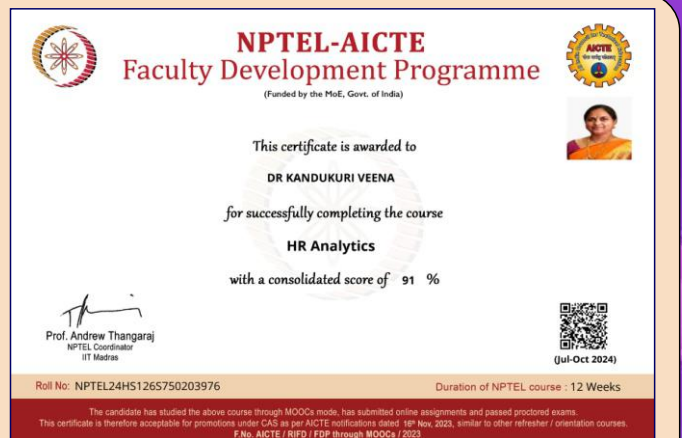 NPTEL-AICTE
Faculty Development Programme
(Funded by the MoE, Govt. of India)
AICTE
This certificate is awarded to
DR KANDUKURI VEENA
for successfully completing the course
HR Analytics
with a consolidated score of 91 %
Prof. Andrew Thangaraj
NPTEL Coordinator
IIT Madras
(Jul-Oct 2024)
Roll No: NPTEL24HS126S750203976
Duration of NPTEL course : 12 Weeks
The candidate has studied the above course through MOOCs mode, has submitted online assignments and passed proctored exams.
This certificate is therefore acceptable for promotions under CAS as per AICTE notifications dated 16th Nov, 2023, similar to other refresher / orientation courses.
F.No. AICTE / RIFD / FDP through MOOCs / 2023